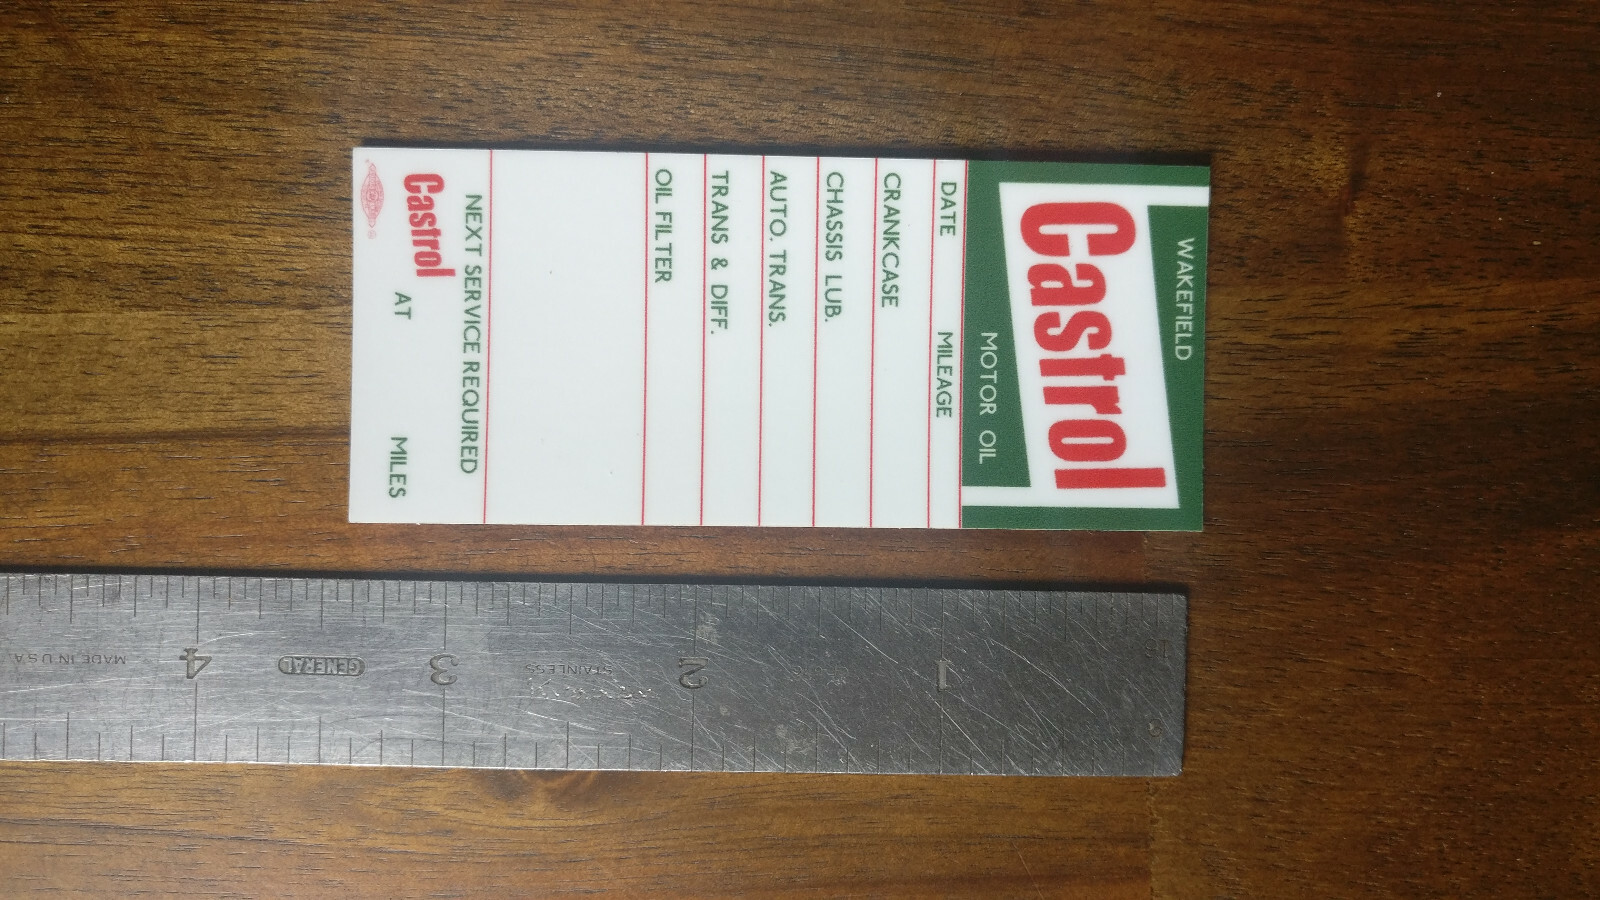 WAKEFIELD
Castrol
MOTOR OIL
DATE MILEAGE
CRANKCASE
CHASSIS LUB.
AUTO. TRANS.
TRANS & DIFF.
OIL FILTER
NEXT SERVICE REQUIRED
Castrol AT MILES
1 2 3 4
STAINLESS
GENERAL
MADE IN U.S.A.